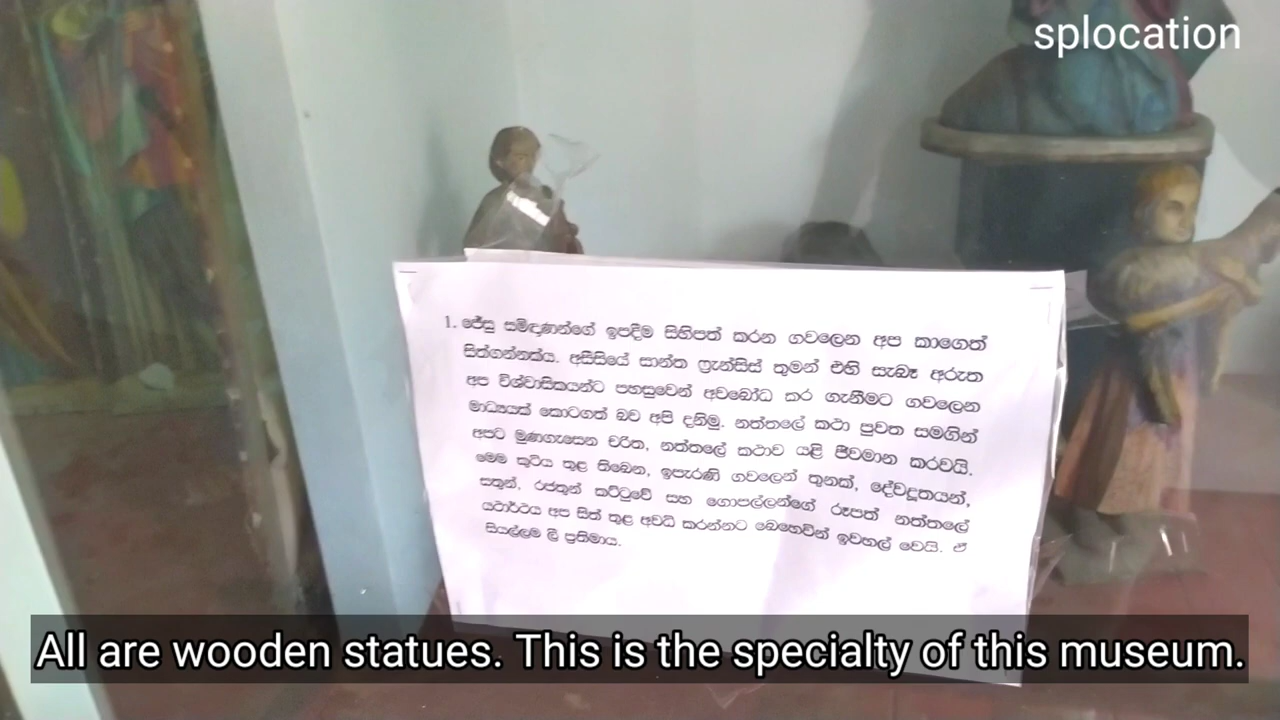 splocation
1. ජේසු සමිඳාණන්ගේ ඉපදීම සිහිපත් කරන ගවලෙන අප කාගෙත්
සිත්ගන්නක්ය. අසීසියේ සාන්ත ෆ්‍රැන්සිස් තුමන් එහි සැබෑ අරුත
අප විශ්වාසිකයන්ට පහසුවෙන් අවබෝධ කර ගැනීමට ගවලෙන
මාධ්‍යයක් කොටගත් බව අපි දනිමු. නත්තලේ කථා පුවත සමගින්
අපට මුණගැසෙන චරිත, නත්තලේ කථාව යළි ජීවමාන කරවයි.
මෙම කුටිය තුළ තිබෙන, ඉපැරණි ගවලෙන් තුනක්, දේවදූතයන්,
සතුන්, රජතුන් කට්ටුවේ සහ ගොපල්ලන්ගේ රූපත් නත්තලේ
යථාර්ථය අප සිත් තුළ අවධි කරන්නට බෙහෙවින් ඉවහල් වෙයි. ඒ
සියල්ලම ලී ප්‍රතිමාය.
All are wooden statues. This is the specialty of this museum.